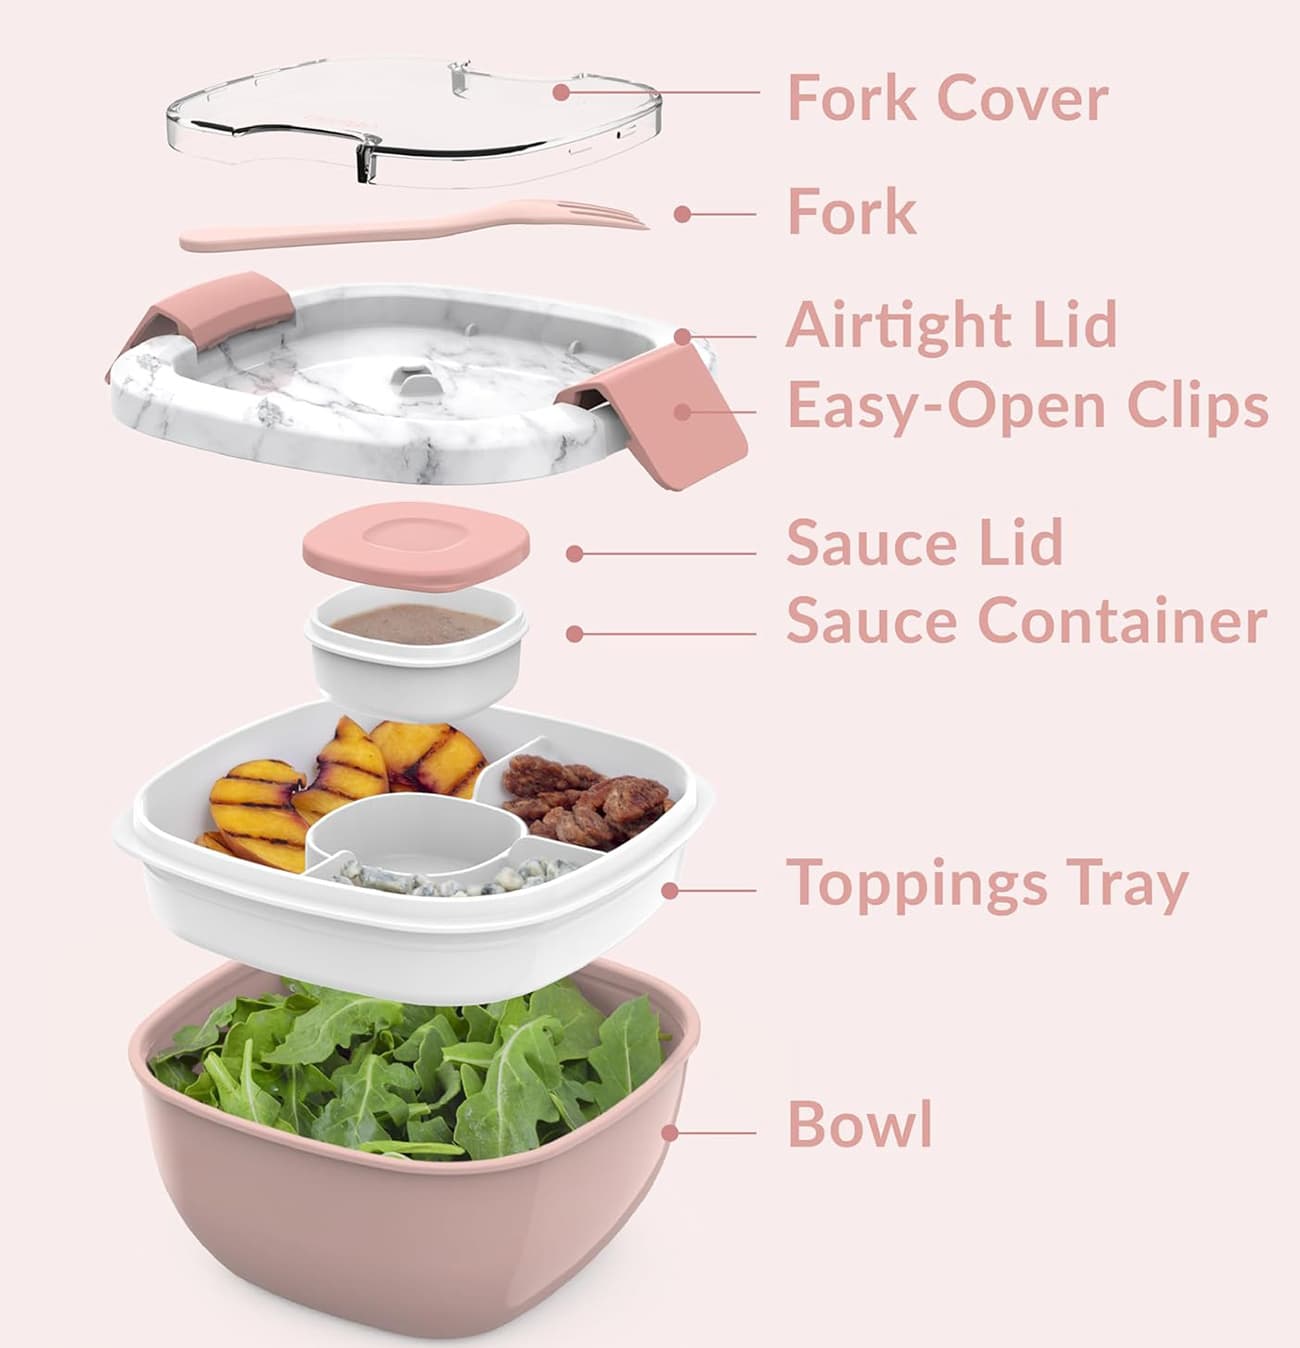 Fork Cover
Fork
Airtight Lid
Easy-Open Clips
Sauce Lid
Sauce Container
Toppings Tray
Bowl